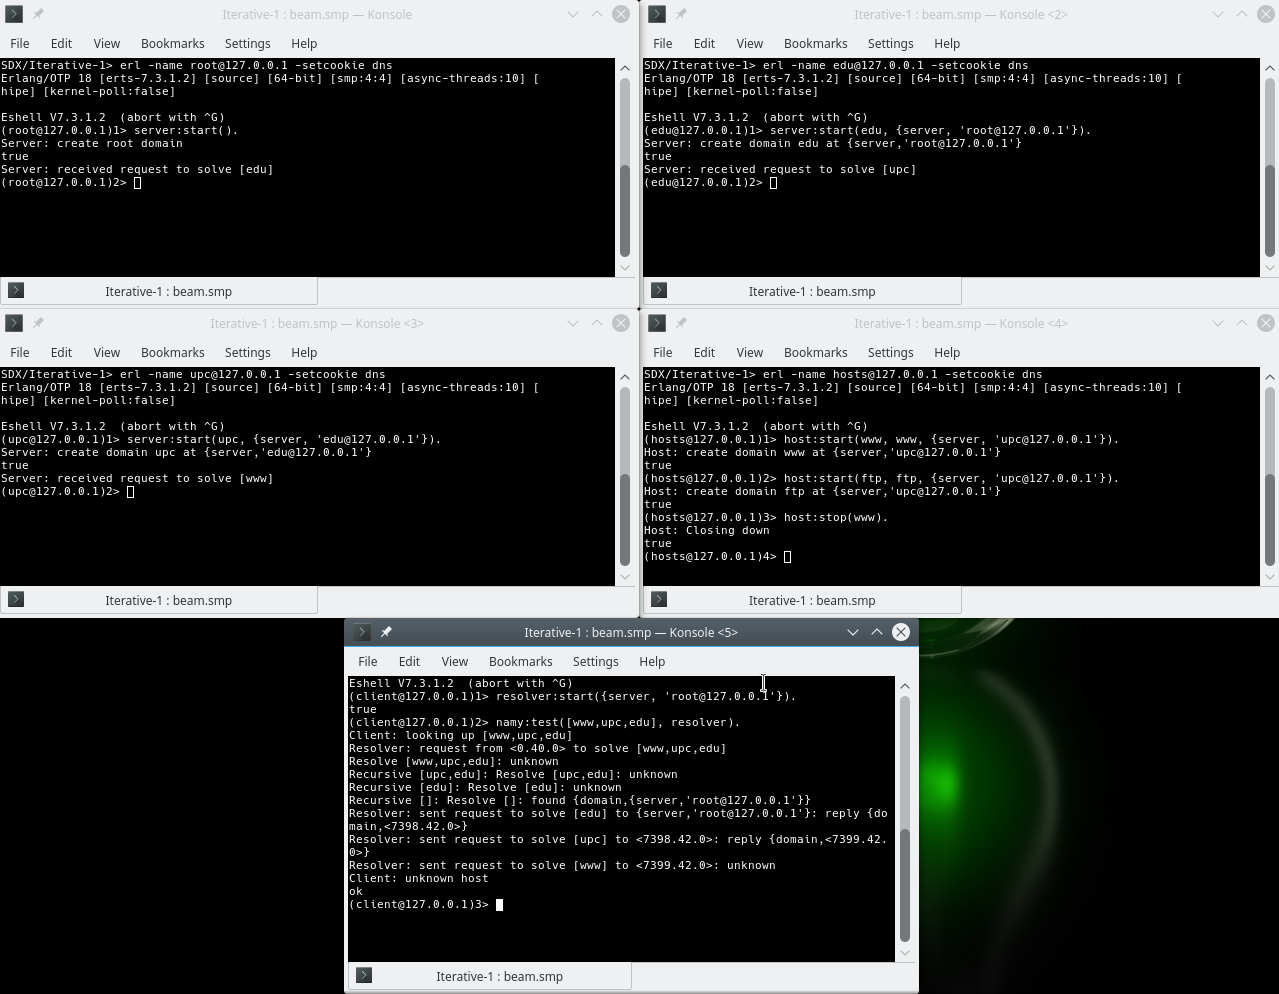 Iterative-1 : beam.smp — Konsole
File Edit View Bookmarks Settings Help
SDX/Iterative-1> erl -name root@127.0.0.1 -setcookie dns
Erlang/OTP 18 [erts-7.3.1.2] [source] [64-bit] [smp:4:4] [async-threads:10] [
hipe] [kernel-poll:false]
Eshell V7.3.1.2  (abort with ^G)
(root@127.0.0.1)1> server:start().
Server: create root domain
true
Server: received request to solve [edu]
(root@127.0.0.1)2>
Iterative-1 : beam.smp
Iterative-1 : beam.smp — Konsole <2>
File Edit View Bookmarks Settings Help
SDX/Iterative-1> erl -name edu@127.0.0.1 -setcookie dns
Erlang/OTP 18 [erts-7.3.1.2] [source] [64-bit] [smp:4:4] [async-threads:10] [
hipe] [kernel-poll:false]
Eshell V7.3.1.2  (abort with ^G)
(edu@127.0.0.1)1> server:start(edu, {server, 'root@127.0.0.1'}).
Server: create domain edu at {server,'root@127.0.0.1'}
true
Server: received request to solve [upc]
(edu@127.0.0.1)2>
Iterative-1 : beam.smp
Iterative-1 : beam.smp — Konsole <3>
File Edit View Bookmarks Settings Help
SDX/Iterative-1> erl -name upc@127.0.0.1 -setcookie dns
Erlang/OTP 18 [erts-7.3.1.2] [source] [64-bit] [smp:4:4] [async-threads:10] [
hipe] [kernel-poll:false]
Eshell V7.3.1.2  (abort with ^G)
(upc@127.0.0.1)1> server:start(upc, {server, 'edu@127.0.0.1'}).
Server: create domain upc at {server,'edu@127.0.0.1'}
true
Server: received request to solve [www]
(upc@127.0.0.1)2>
Iterative-1 : beam.smp
Iterative-1 : beam.smp — Konsole <4>
File Edit View Bookmarks Settings Help
SDX/Iterative-1> erl -name hosts@127.0.0.1 -setcookie dns
Erlang/OTP 18 [erts-7.3.1.2] [source] [64-bit] [smp:4:4] [async-threads:10] [
hipe] [kernel-poll:false]
Eshell V7.3.1.2  (abort with ^G)
(hosts@127.0.0.1)1> host:start(www, www, {server, 'upc@127.0.0.1'}).
Host: create domain www at {server,'upc@127.0.0.1'}
true
(hosts@127.0.0.1)2> host:start(ftp, ftp, {server, 'upc@127.0.0.1'}).
Host: create domain ftp at {server,'upc@127.0.0.1'}
true
(hosts@127.0.0.1)3> host:stop(www).
Host: Closing down
true
(hosts@127.0.0.1)4>
Iterative-1 : beam.smp
Iterative-1 : beam.smp — Konsole <5>
File Edit View Bookmarks Settings Help
Eshell V7.3.1.2  (abort with ^G)
(client@127.0.0.1)1> resolver:start({server, 'root@127.0.0.1'}).
true
(client@127.0.0.1)2> namy:test([www,upc,edu], resolver).
Client: looking up [www,upc,edu]
Resolver: request from <0.40.0> to solve [www,upc,edu]
Resolve [www,upc,edu]: unknown
Recursive [upc,edu]: Resolve [upc,edu]: unknown
Recursive [edu]: Resolve [edu]: unknown
Recursive []: Resolve []: found {domain,{server,'root@127.0.0.1'}}
Resolver: sent request to solve [edu] to {server,'root@127.0.0.1'}: reply {do
main,<7398.42.0>}
Resolver: sent request to solve [upc] to <7398.42.0>: reply {domain,<7399.42.
0>}
Resolver: sent request to solve [www] to <7399.42.0>: unknown
Client: unknown host
ok
(client@127.0.0.1)3>
Iterative-1 : beam.smp